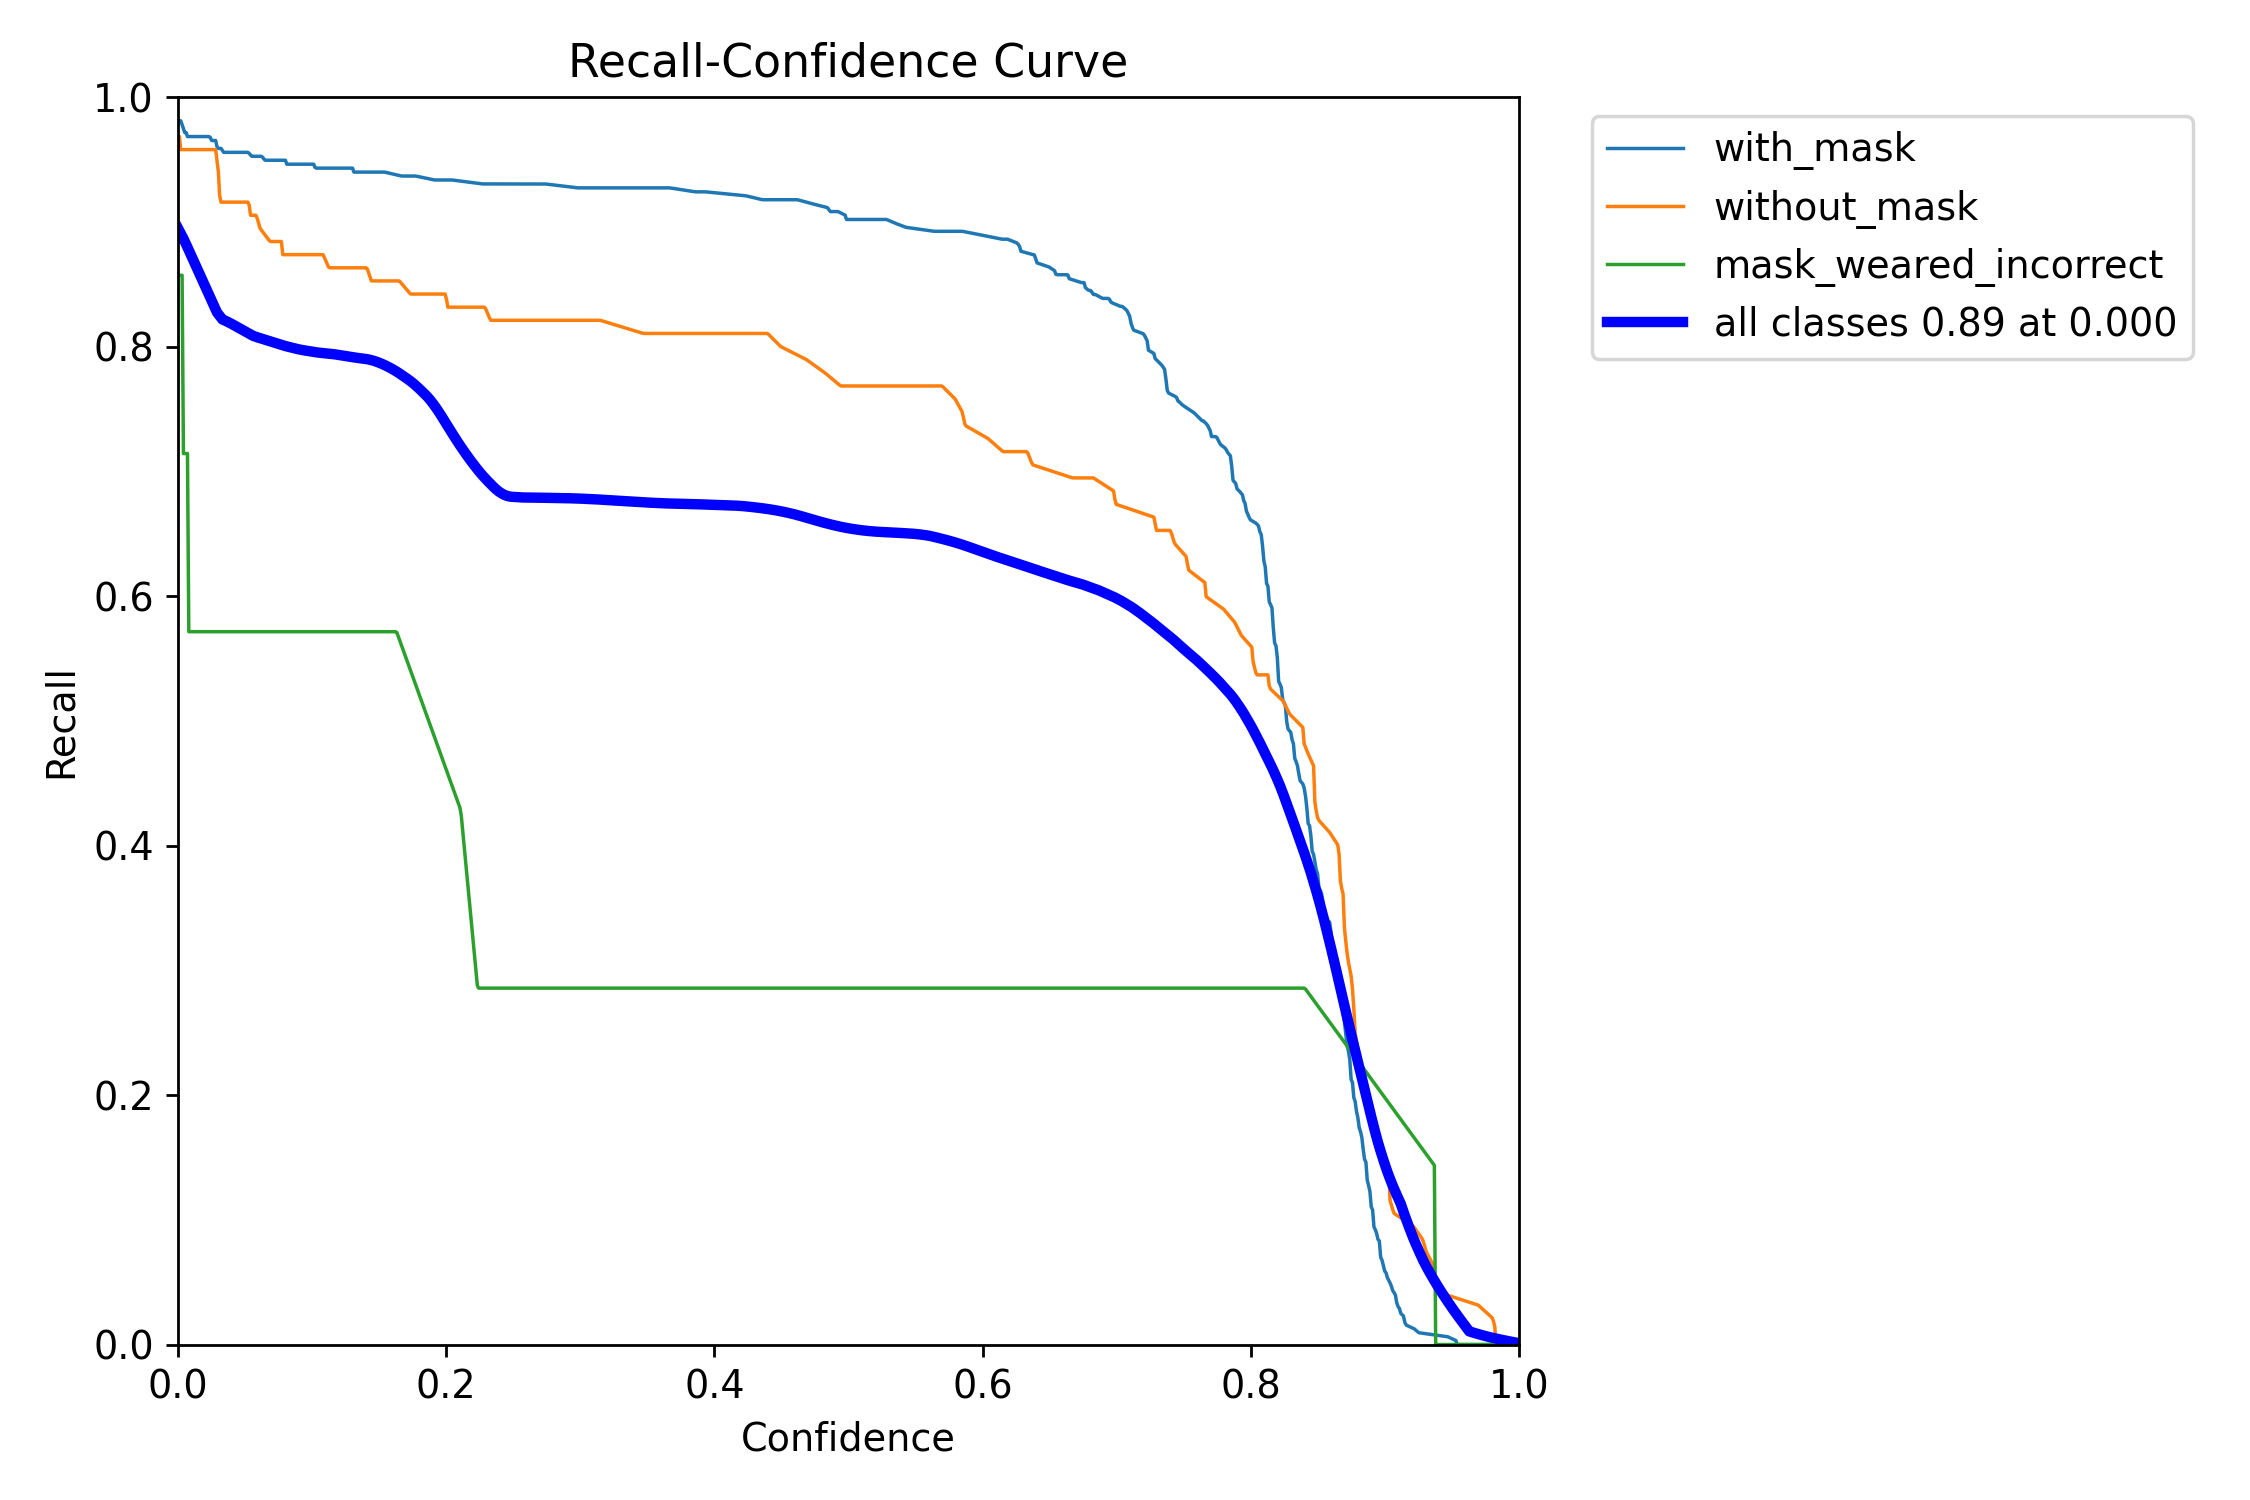 Recall-Confidence Curve
1.0
0.8
0.6
0.4
0.2
0.0
Recall
0.0 0.2 0.4 0.6 0.8 1.0
Confidence
with_mask
without_mask
mask_weared_incorrect
all classes 0.89 at 0.000